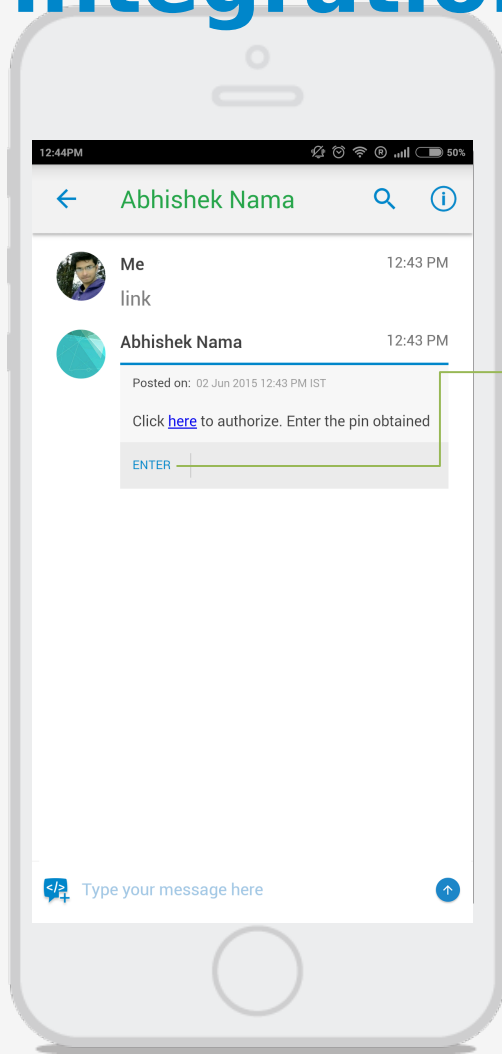 integration
12:44PM
® 50%
Abhishek Nama
i
Me 12:43 PM
link
Abhishek Nama 12:43 PM
Posted on: 02 Jun 2015 12:43 PM IST
Click here to authorize. Enter the pin obtained
ENTER
</>
Type your message here